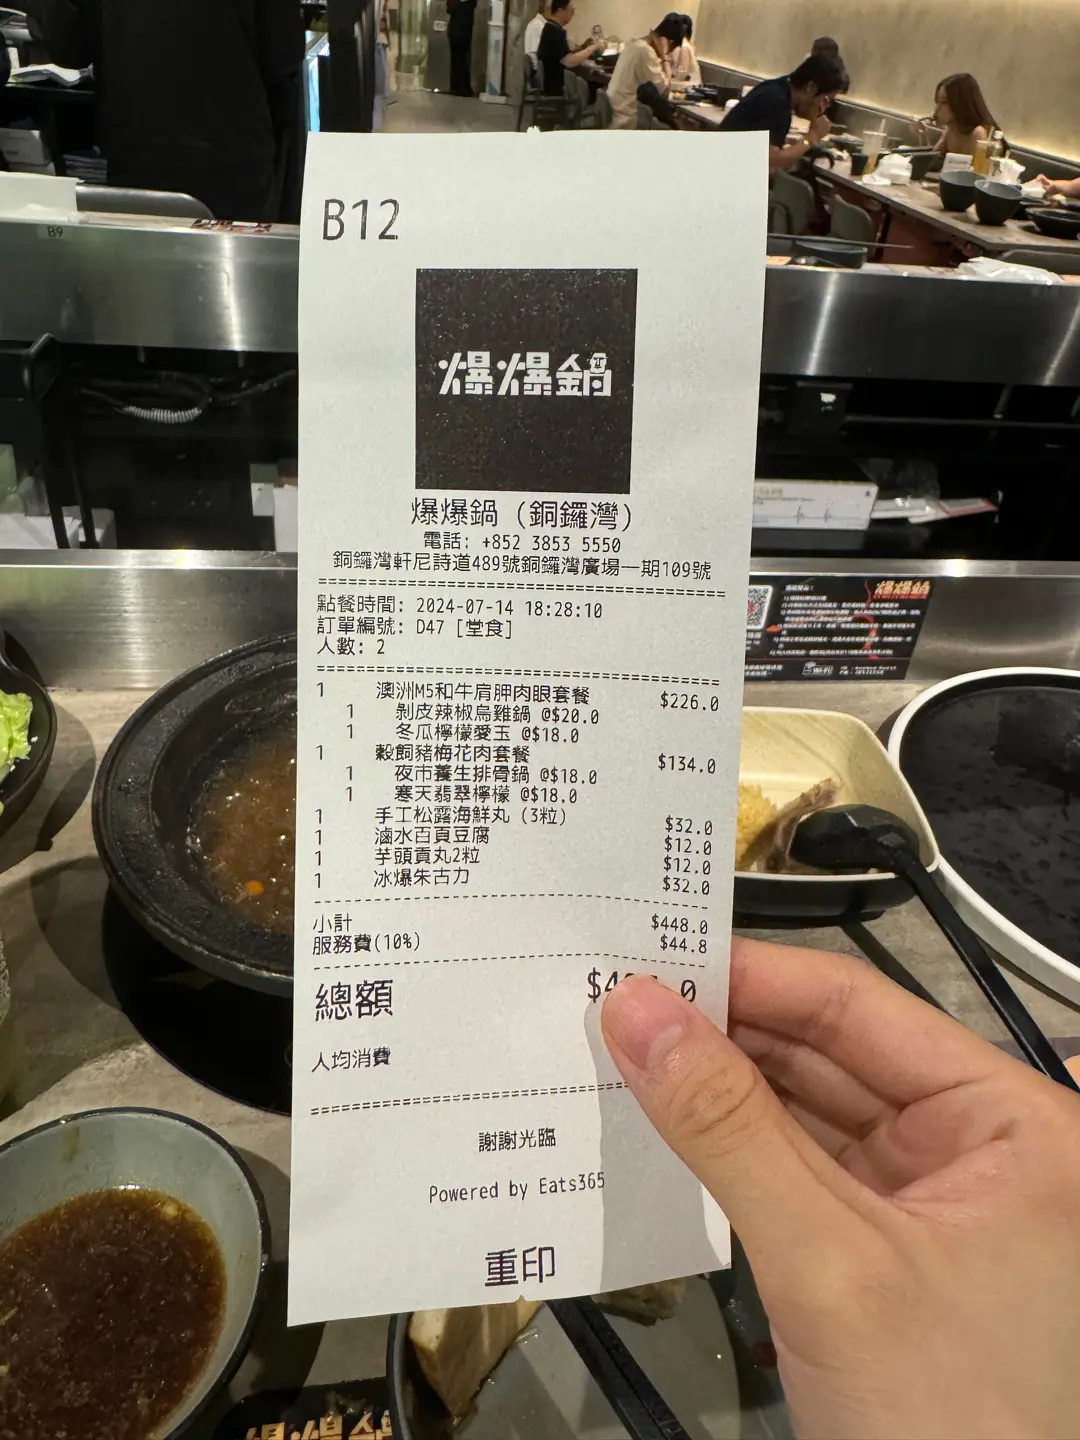 B12
爆爆鍋
爆爆鍋 (銅鑼灣)
電話: +852 3853 5550
銅鑼灣軒尼詩道489號銅鑼灣廣場一期109號
點餐時間: 2024-07-14 18:28:10
訂單編號: D47 [堂食]
人數: 2
1 澳洲M5和牛肩胛肉眼套餐 $226.0
1 剝皮辣椒烏雞鍋 @$20.0
1 冬瓜檸檬愛玉 @$18.0
1 穀飼豬梅花肉套餐 $134.0
1 夜市養生排骨鍋 @$18.0
1 寒天翡翠檸檬 @$18.0
1 手工松露海鮮丸 (3粒) $32.0
1 滷水百頁豆腐 $12.0
1 芋頭貢丸2粒 $12.0
1 冰爆朱古力 $32.0
小計 $448.0
服務費(10%) $44.8
總額
人均消費
謝謝光臨
Powered by Eats365
重印
B9
爆爆鍋
Wi-Fi
爆爆鍋